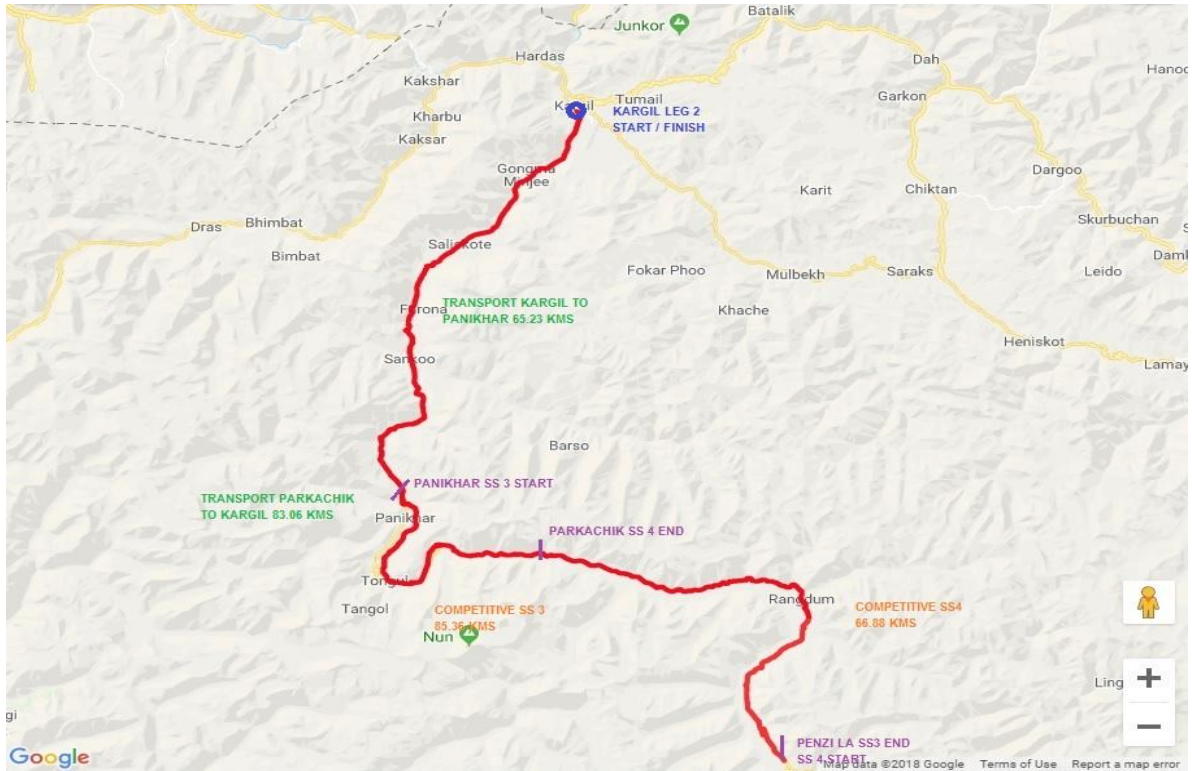 Batalik
Junkor
Hardas
Dah
Hanoo
Kakshar
Garkon
Kargil
Tumail
KARGIL LEG 2
START / FINISH
Kharbu
Kaksar
Dargoo
Gongma
Minjee
Karit
Chiktan
Skurbuchan
Dras
Bhimbat
Saliskote
Bimbat
Fokar Phoo
Mulbekh
Saraks
Leido
TRANSPORT KARGIL TO
PANIKHAR 65.23 KMS
Khache
Sankoo
Heniskot
Lamay
Barso
PANIKHAR SS 3 START
TRANSPORT PARKACHIK
TO KARGIL 83.06 KMS
Panikhar
PARKACHIK SS 4 END
Tongul
Tangol
Rangdum
COMPETITIVE SS 3
85.36 KMS
COMPETITIVE SS4
66.88 KMS
Nun
Ling
gi
PENZI LA SS3 END
SS 4 START
Google
Map data ©2018 Google
Terms of Use
Report a map error